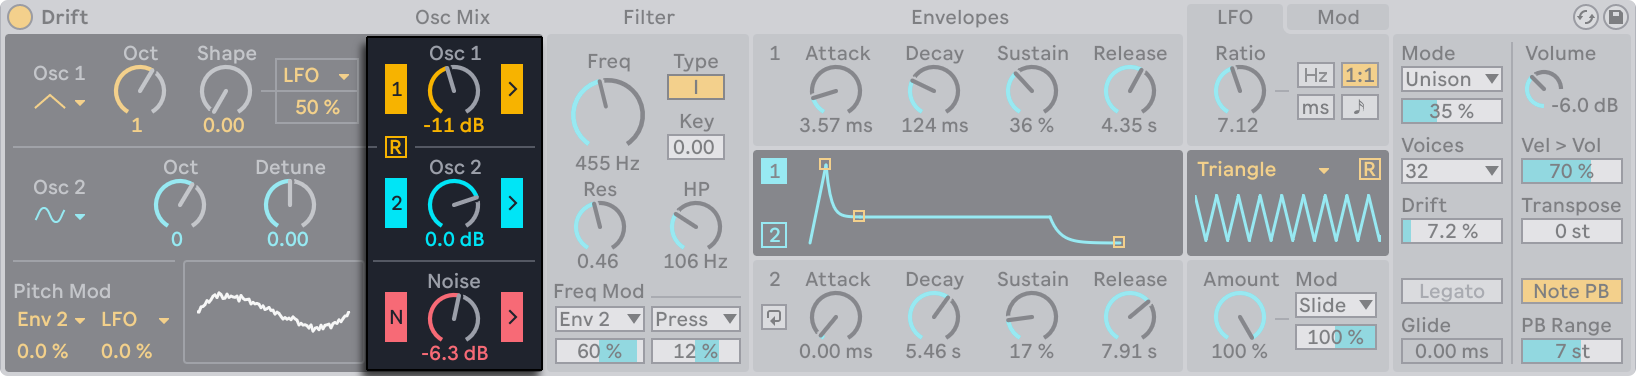 Drift
Osc Mix
Filter
Envelopes
LFO
Mod
Osc 1
Oct
1
Shape
0.00
LFO
50 %
Osc 2
Oct
0
Detune
0.00
Pitch Mod
Env 2
LFO
0.0 %
0.0 %
Osc 1
1
-11 dB
R
Osc 2
2
0.0 dB
Noise
N
-6.3 dB
Freq
455 Hz
Type
I
Key
0.00
Res
0.46
HP
106 Hz
Freq Mod
Env 2
Press
60 %
12 %
1
Attack
Decay
Sustain
Release
3.57 ms
124 ms
36 %
4.35 s
1
2
2
Attack
Decay
Sustain
Release
0.00 ms
5.46 s
17 %
7.91 s
Ratio
7.12
Hz
1:1
ms
Triangle
R
Amount
100 %
Mod
Slide
100 %
Mode
Unison
35 %
Voices
32
Drift
7.2 %
Legato
Glide
0.00 ms
Volume
-6.0 dB
Vel > Vol
70 %
Transpose
0 st
Note PB
PB Range
7 st